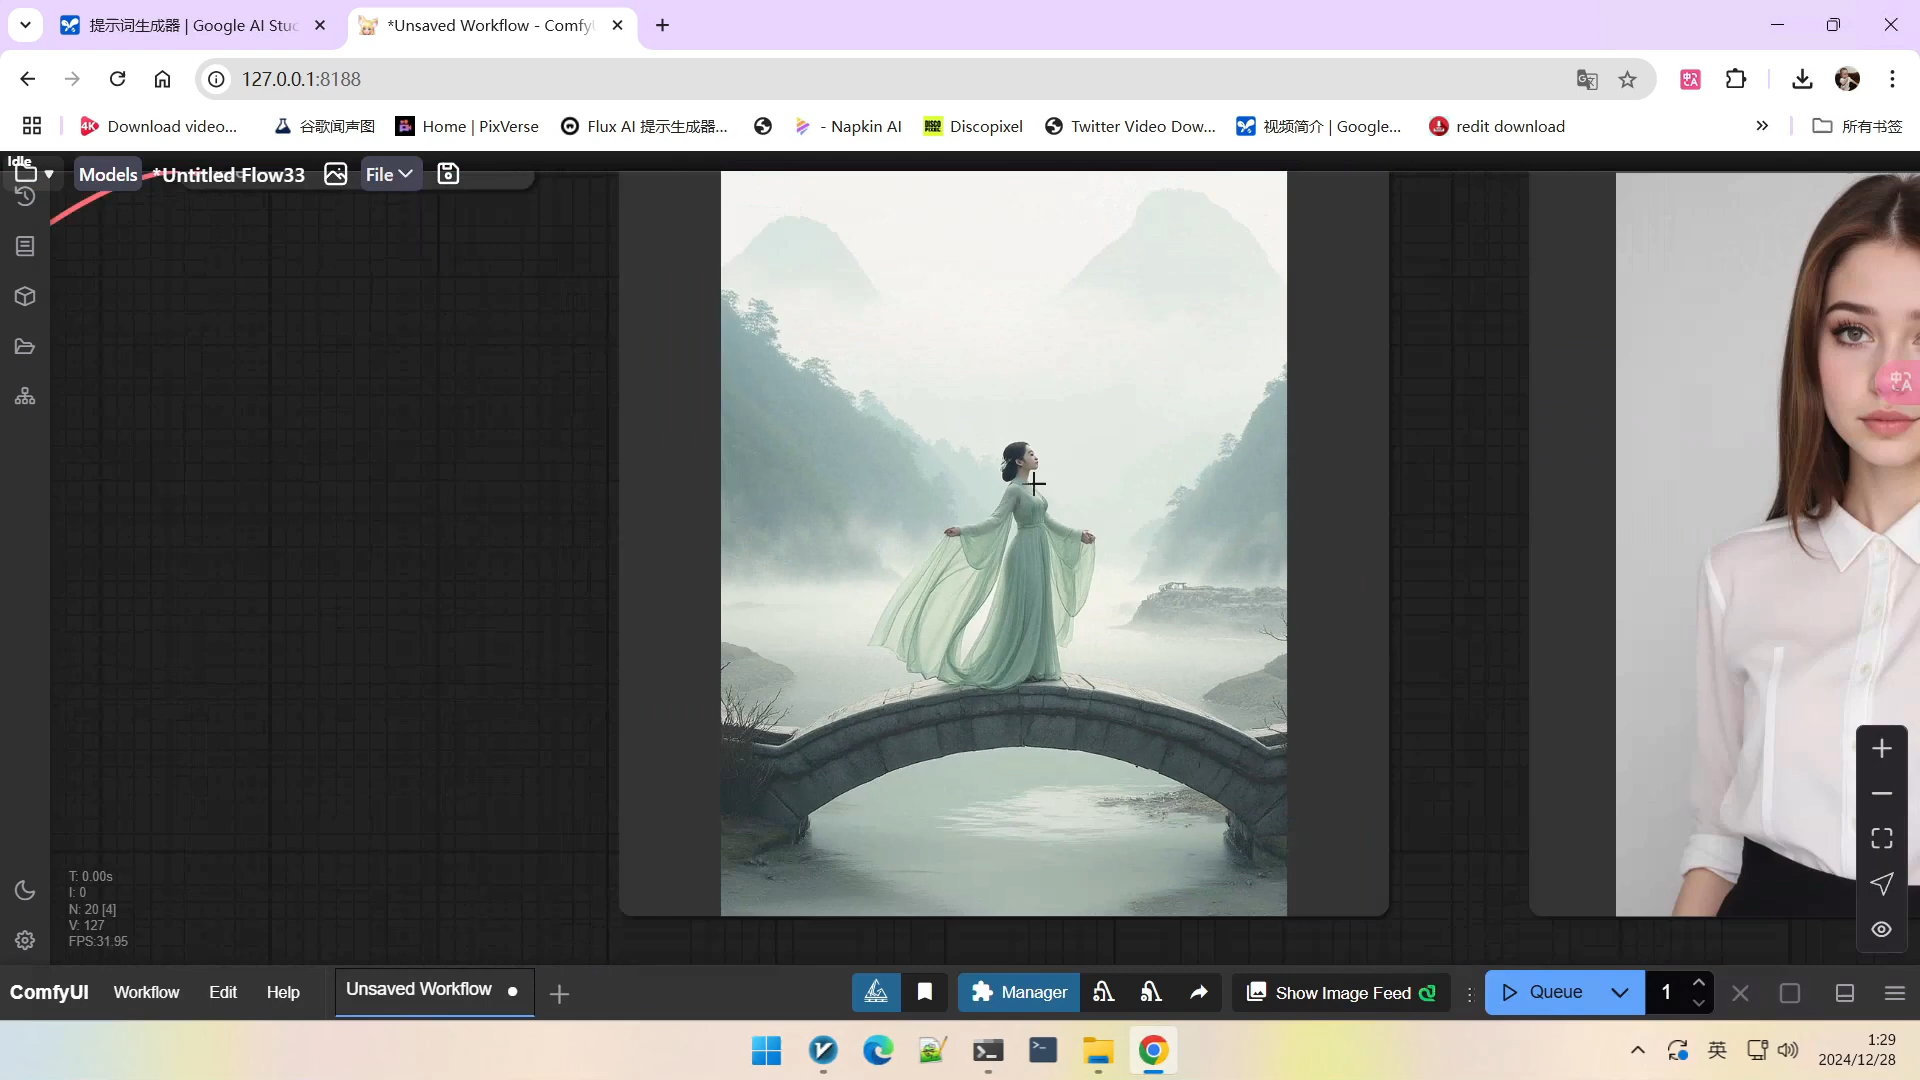 提示词生成器 | Google AI Stuc
*Unsaved Workflow - ComfyU
127.0.0.1:8188
Download video...
谷歌闻声图
Home | PixVerse
Flux AI 提示生成器...
- Napkin AI
Discopixel
Twitter Video Dow...
视频简介 | Google...
redit download
所有书签
Idle
Models
*Untitled Flow33
File
T: 0.00s
I: 0
N: 20 [4]
V: 127
FPS:31.95
ComfyUI
Workflow
Edit
Help
Unsaved Workflow
Manager
Show Image Feed
Queue
1
英
1:29
2024/12/28